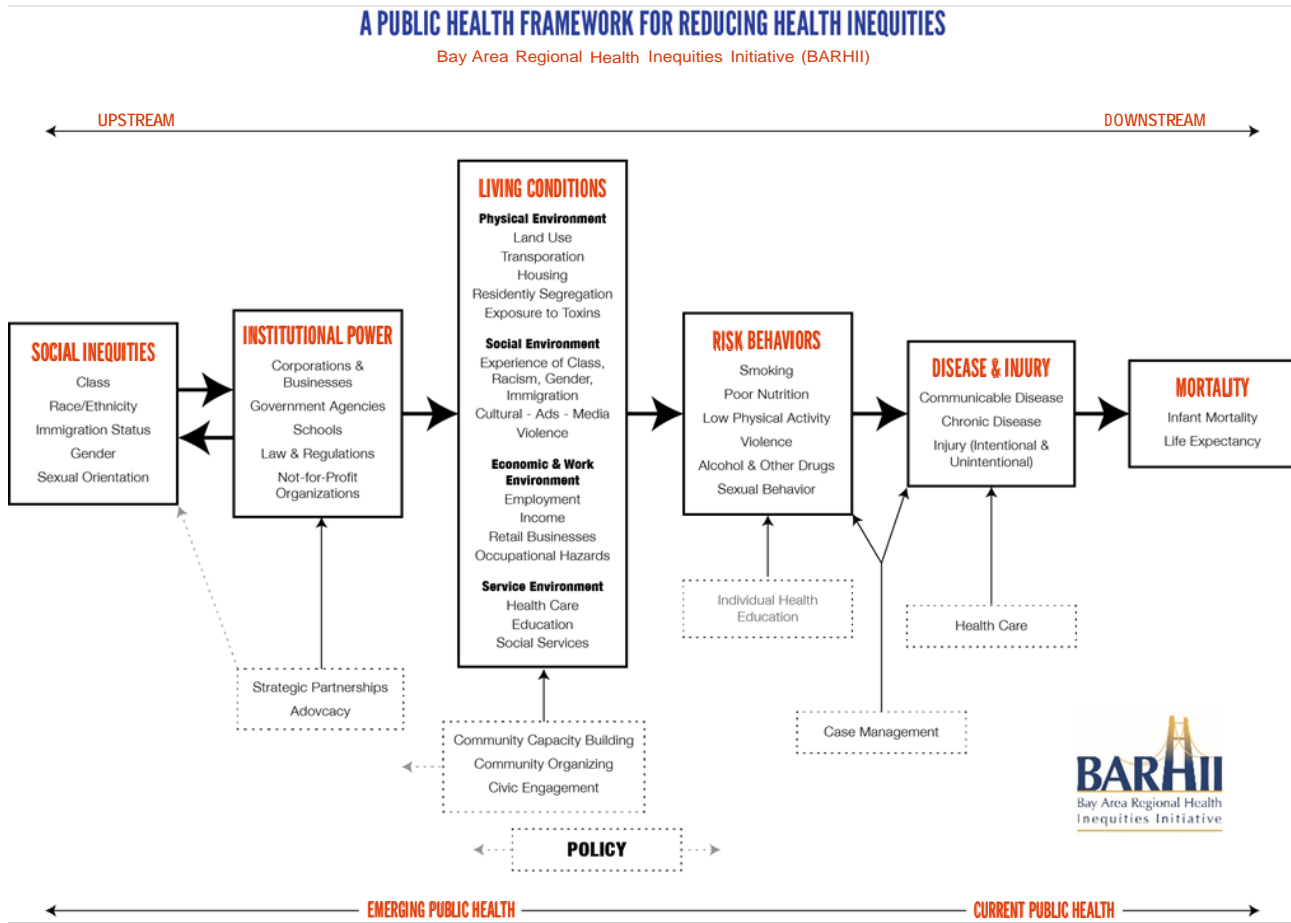 A PUBLIC HEALTH FRAMEWORK FOR REDUCING HEALTH INEQUITIES
Bay Area Regional Health Inequities Initiative (BARHII)
UPSTREAM
DOWNSTREAM
SOCIAL INEQUITIES
Class
Race/Ethnicity
Immigration Status
Gender
Sexual Orientation
INSTITUTIONAL POWER
Corporations &
Businesses
Government Agencies
Schools
Law & Regulations
Not-for-Profit
Organizations
LIVING CONDITIONS
Physical Environment
Land Use
Transporation
Housing
Residentiy Segregation
Exposure to Toxins
Social Environment
Experience of Class,
Racism, Gender,
Immigration
Cultural - Ads - Media
Violence
Economic & Work
Environment
Employment
Income
Retail Businesses
Occupational Hazards
Service Environment
Health Care
Education
Social Services
RISK BEHAVIORS
Smoking
Poor Nutrition
Low Physical Activity
Violence
Alcohol & Other Drugs
Sexual Behavior
DISEASE & INJURY
Communicable Disease
Chronic Disease
Injury (Intentional &
Unintentional)
MORTALITY
Infant Mortality
Life Expectancy
Strategic Partnerships
Adovcacy
Community Capacity Building
Community Organizing
Civic Engagement
Individual Health
Education
Case Management
Health Care
POLICY
BARHII
Bay Area Regional Health
Inequities Initiative
EMERGING PUBLIC HEALTH
CURRENT PUBLIC HEALTH